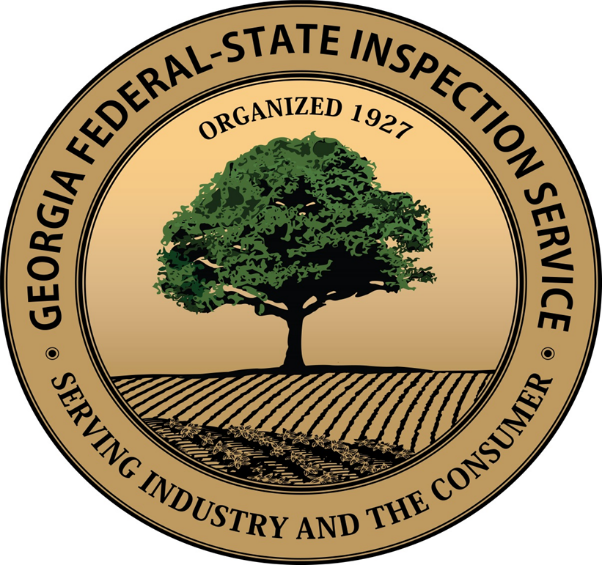 GEORGIA FEDERAL-STATE INSPECTION SERVICE
ORGANIZED 1927
SERVING INDUSTRY AND THE CONSUMER